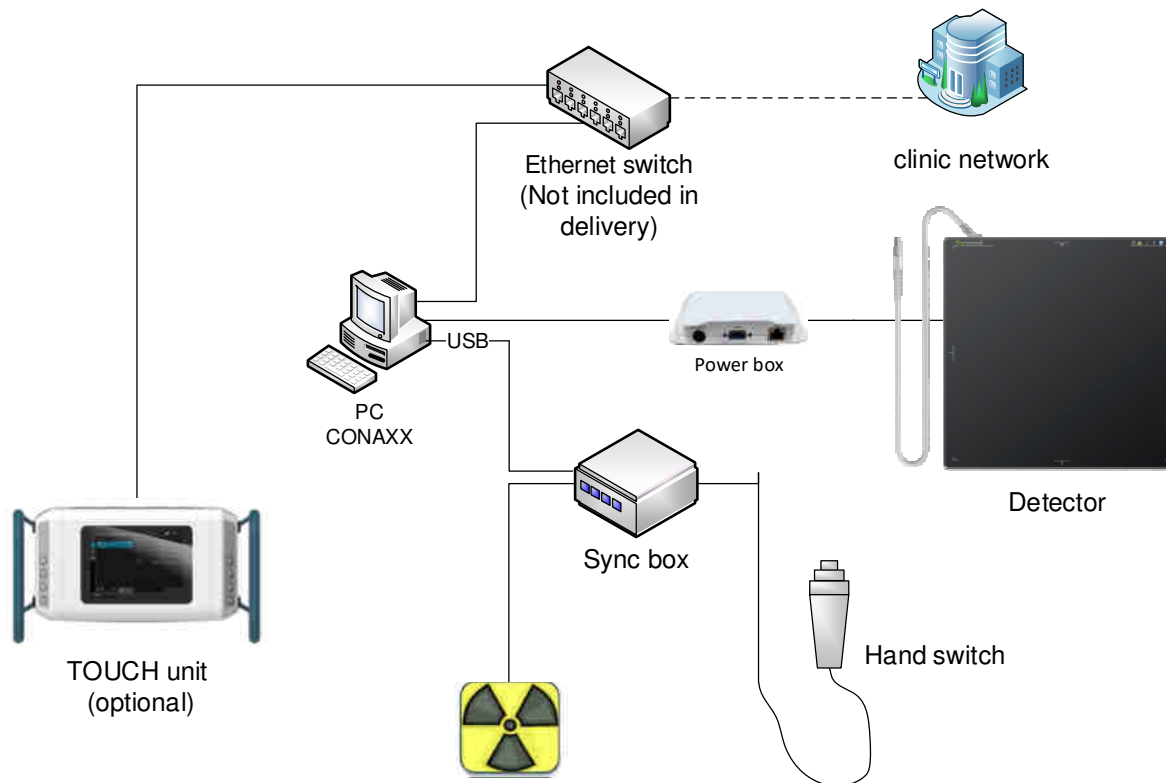 clinic network
Ethernet switch
(Not included in
delivery)
USB
Power box
PC
CONAXX
Detector
Sync box
Hand switch
TOUCH unit
(optional)